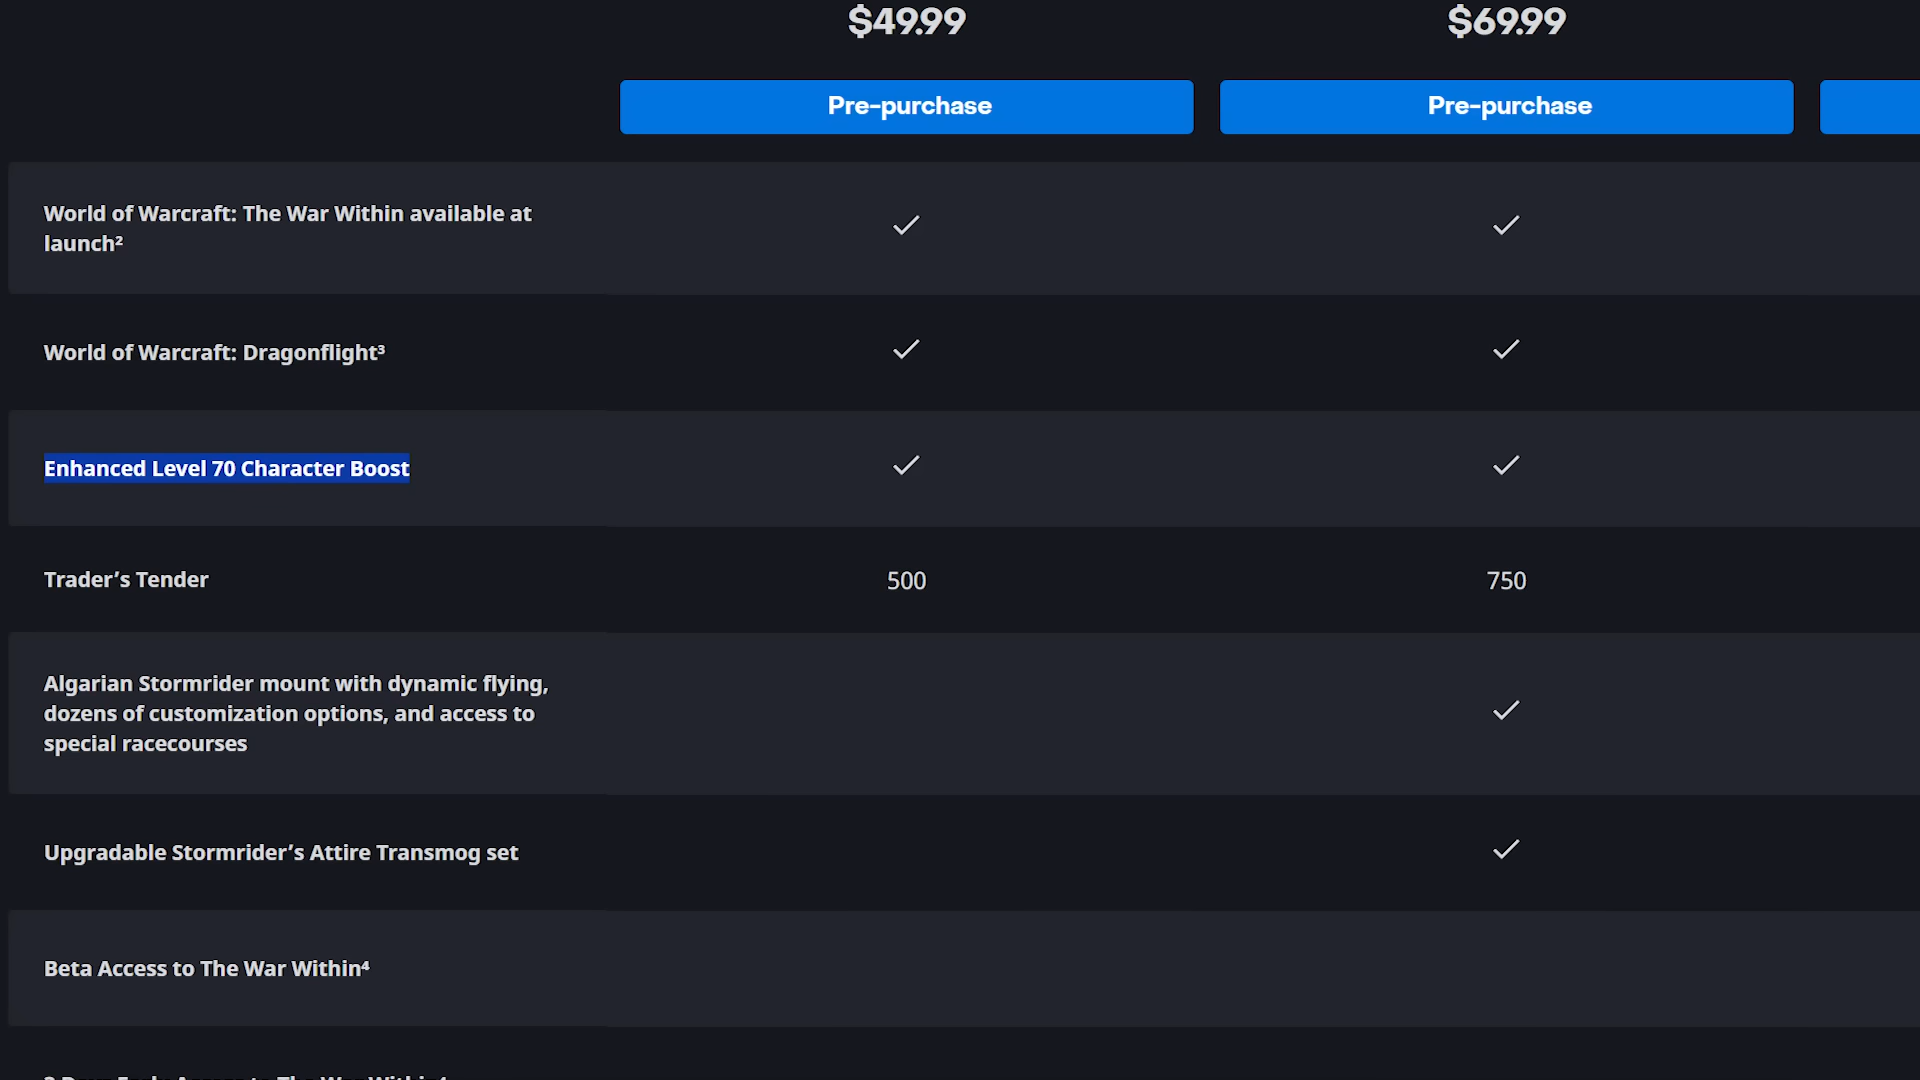 $49.99 $69.99
Pre-purchase Pre-purchase
World of Warcraft: The War Within available at
launch²
World of Warcraft: Dragonflight³
Enhanced Level 70 Character Boost
Trader’s Tender 500 750
Algarian Stormrider mount with dynamic flying,
dozens of customization options, and access to
special racecourses
Upgradable Stormrider’s Attire Transmog set
Beta Access to The War Within⁴